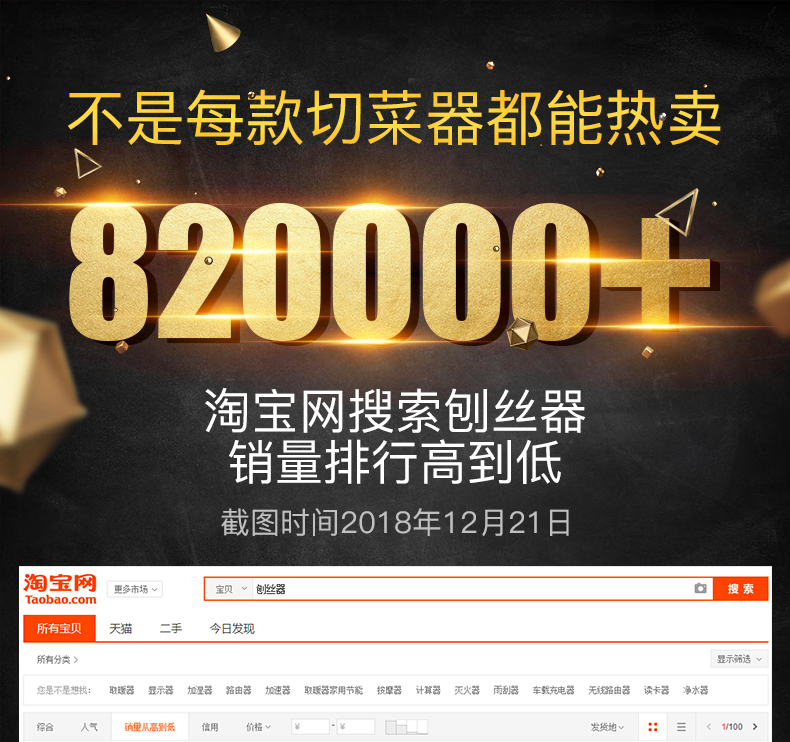 不是每款切菜器都能热卖
820000+
淘宝网搜索刨丝器
销量排行高到低
截图时间2018年12月21日
淘宝网 更多市场 宝贝 刨丝器 搜索
Taobao.com
所有宝贝 天猫 二手 今日发现
所有分类 > 显示筛选
您是不是想找: 取暖器 显示器 加湿器 路由器 加速器 取暖器家用节能 按摩器 计算器 灭火器 雨刮器 车载充电器 无线路由器 读卡器 净水器
综合 人气 销量从高到低 信用 价格 ¥ - ¥ 发货地 < 1/100 >